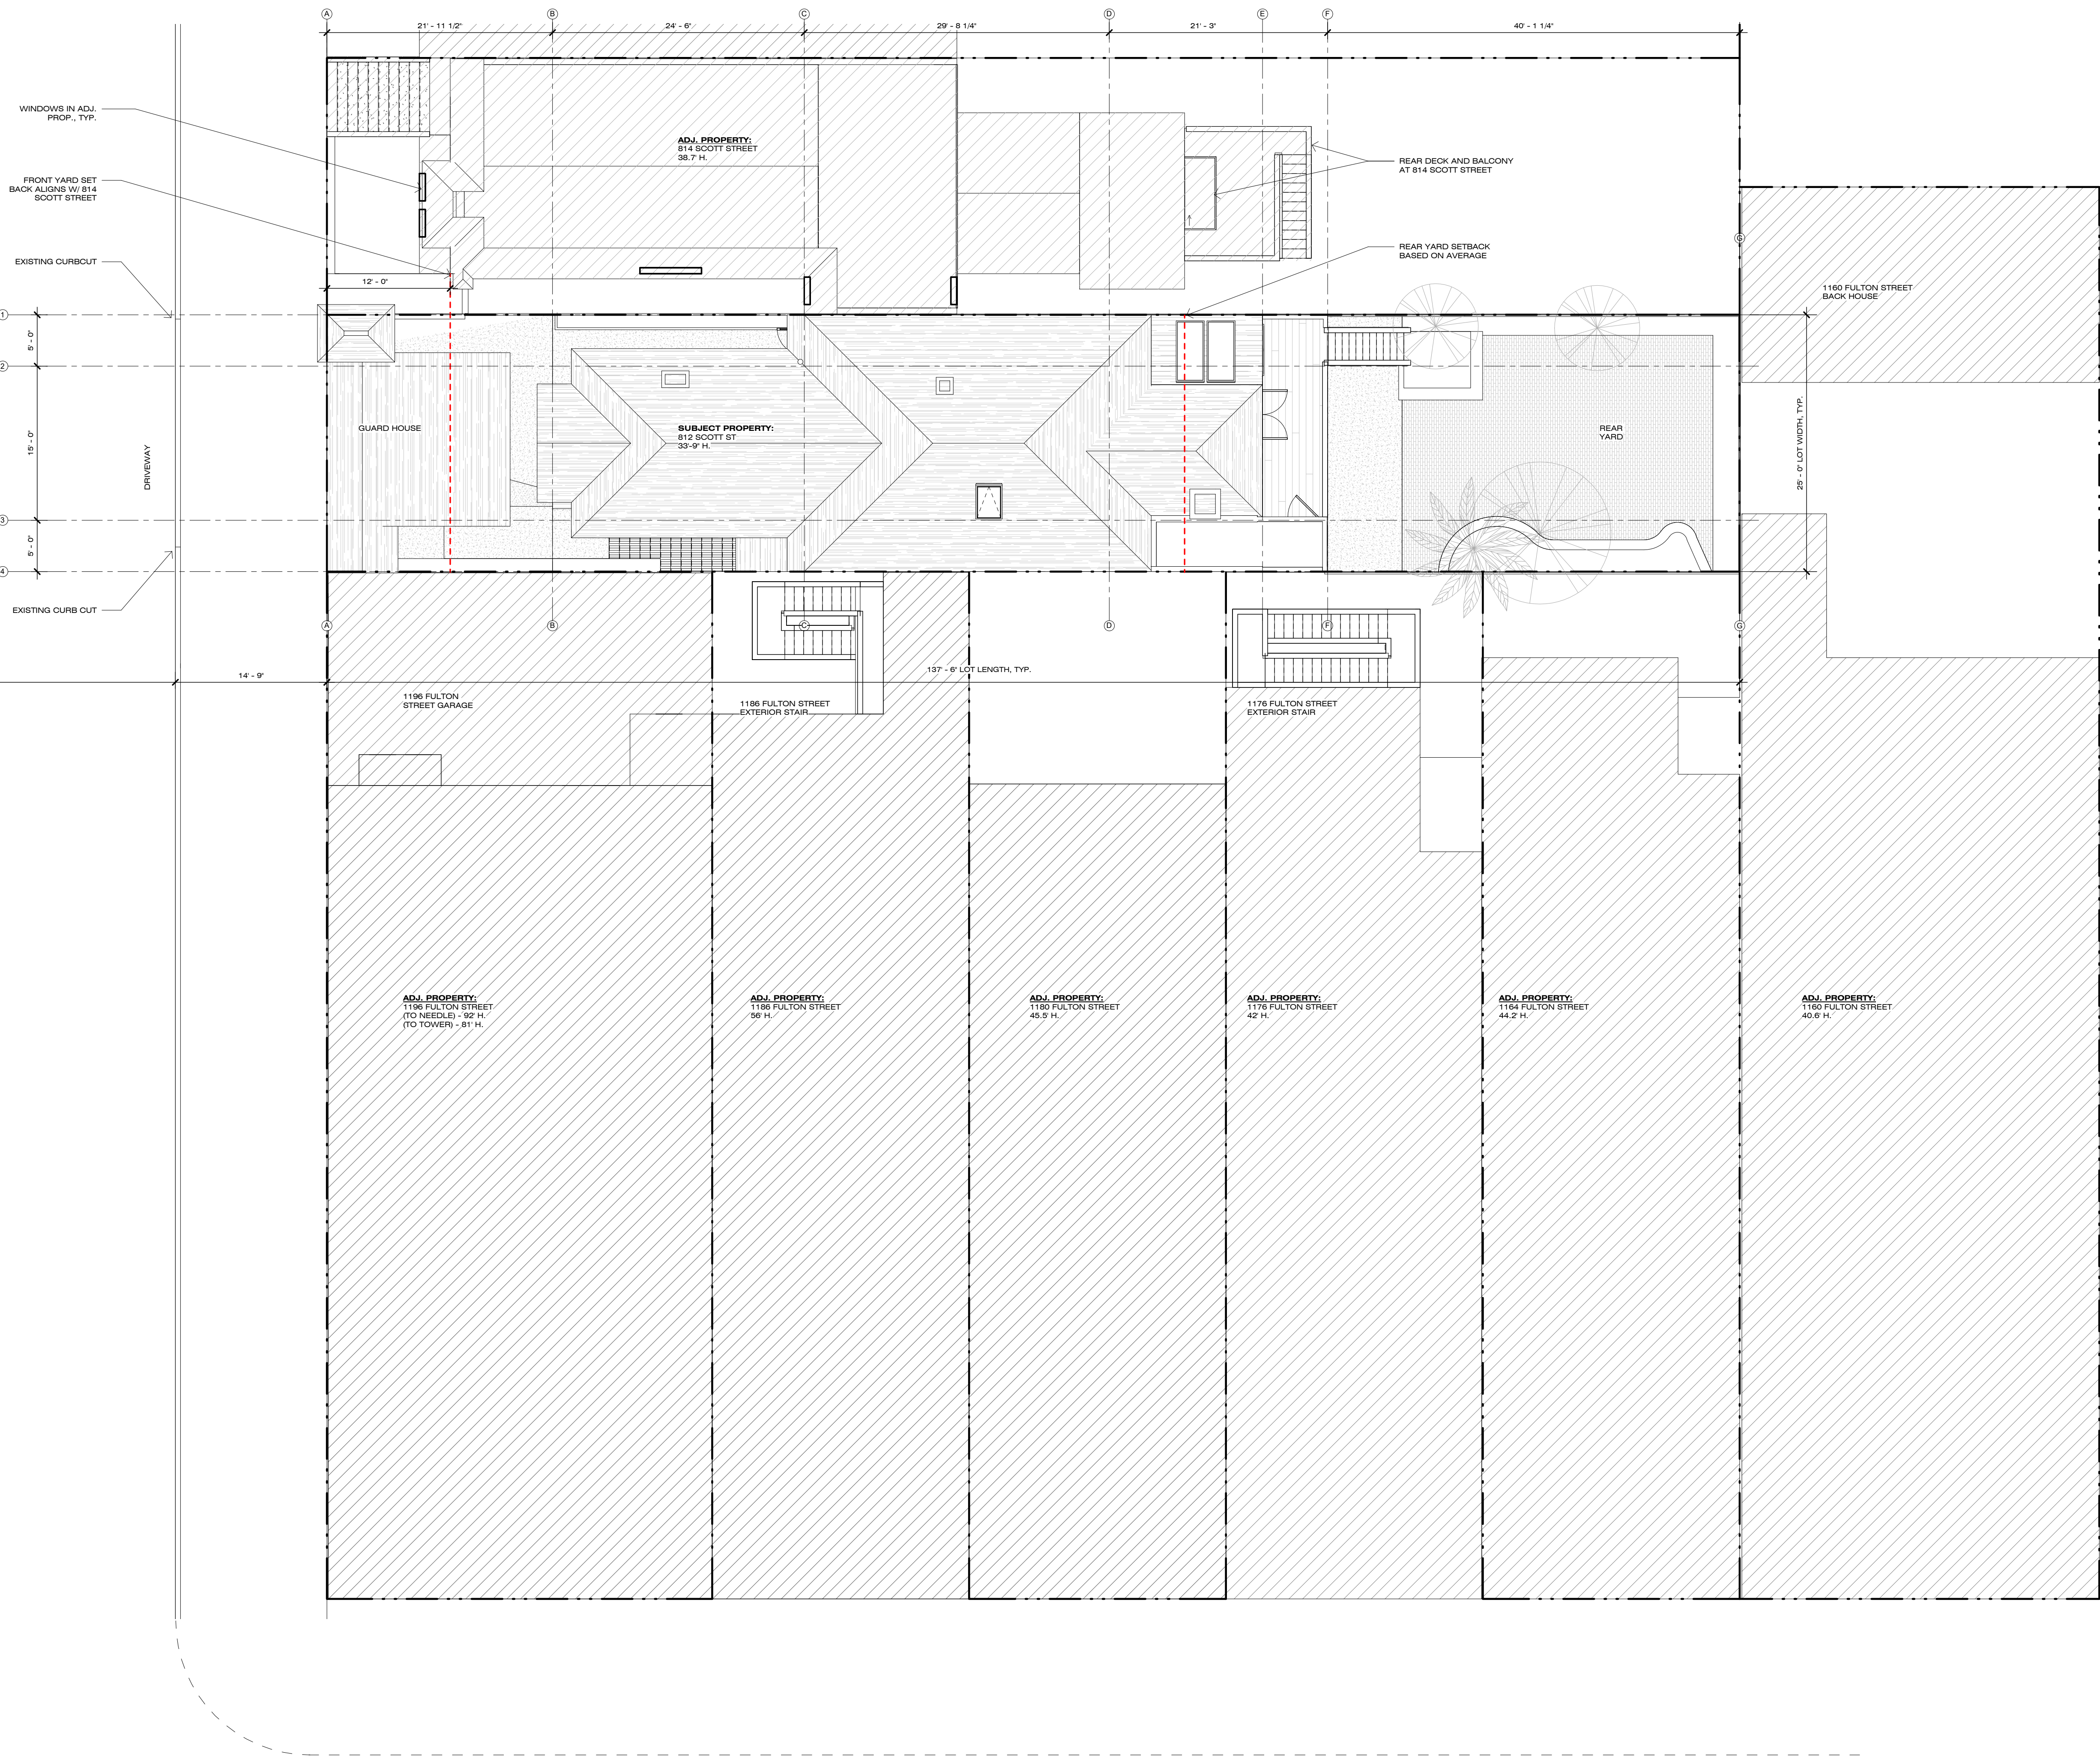 A B C D E F
21' - 11 1/2" 24' - 6" 29' - 8 1/4" 21' - 3" 40' - 1 1/4"
WINDOWS IN ADJ.
PROP., TYP.
ADJ. PROPERTY:
814 SCOTT STREET
38.7' H.
REAR DECK AND BALCONY
AT 814 SCOTT STREET
FRONT YARD SET
BACK ALIGNS W/ 814
SCOTT STREET
G
REAR YARD SETBACK
BASED ON AVERAGE
EXISTING CURBCUT
12' - 0"
1160 FULTON STREET
BACK HOUSE
1
5' - 0"
2
GUARD HOUSE
SUBJECT PROPERTY:
812 SCOTT ST
33'-9" H.
REAR
YARD
15' - 0"
DRIVEWAY
25' - 0" LOT WIDTH, TYP.
3
5' - 0"
4
EXISTING CURB CUT
A B C D F G
14' - 9"
137' - 6" LOT LENGTH, TYP.
1196 FULTON
STREET GARAGE
1186 FULTON STREET
EXTERIOR STAIR
1176 FULTON STREET
EXTERIOR STAIR
ADJ. PROPERTY:
1196 FULTON STREET
(TO NEEDLE) - 92' H.
(TO TOWER) - 81' H.
ADJ. PROPERTY:
1186 FULTON STREET
56' H.
ADJ. PROPERTY:
1180 FULTON STREET
45.5' H.
ADJ. PROPERTY:
1176 FULTON STREET
42' H.
ADJ. PROPERTY:
1164 FULTON STREET
44.2' H.
ADJ. PROPERTY:
1160 FULTON STREET
40.6' H.